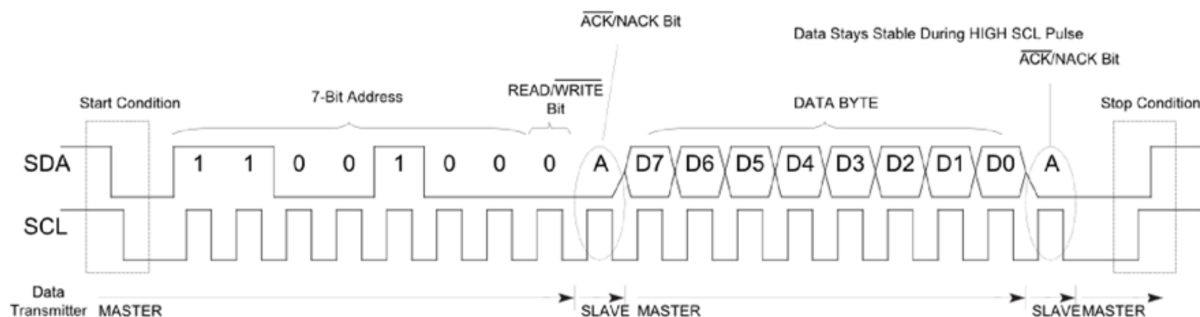 ACK/NACK Bit
Data Stays Stable During HIGH SCL Pulse
ACK/NACK Bit
Start Condition
7-Bit Address
READ/WRITE
Bit
DATA BYTE
Stop Condition
SDA 1 1 0 0 1 0 0 0 A D7 D6 D5 D4 D3 D2 D1 D0 A
SCL
Data
Transmitter MASTER SLAVE MASTER SLAVE MASTER